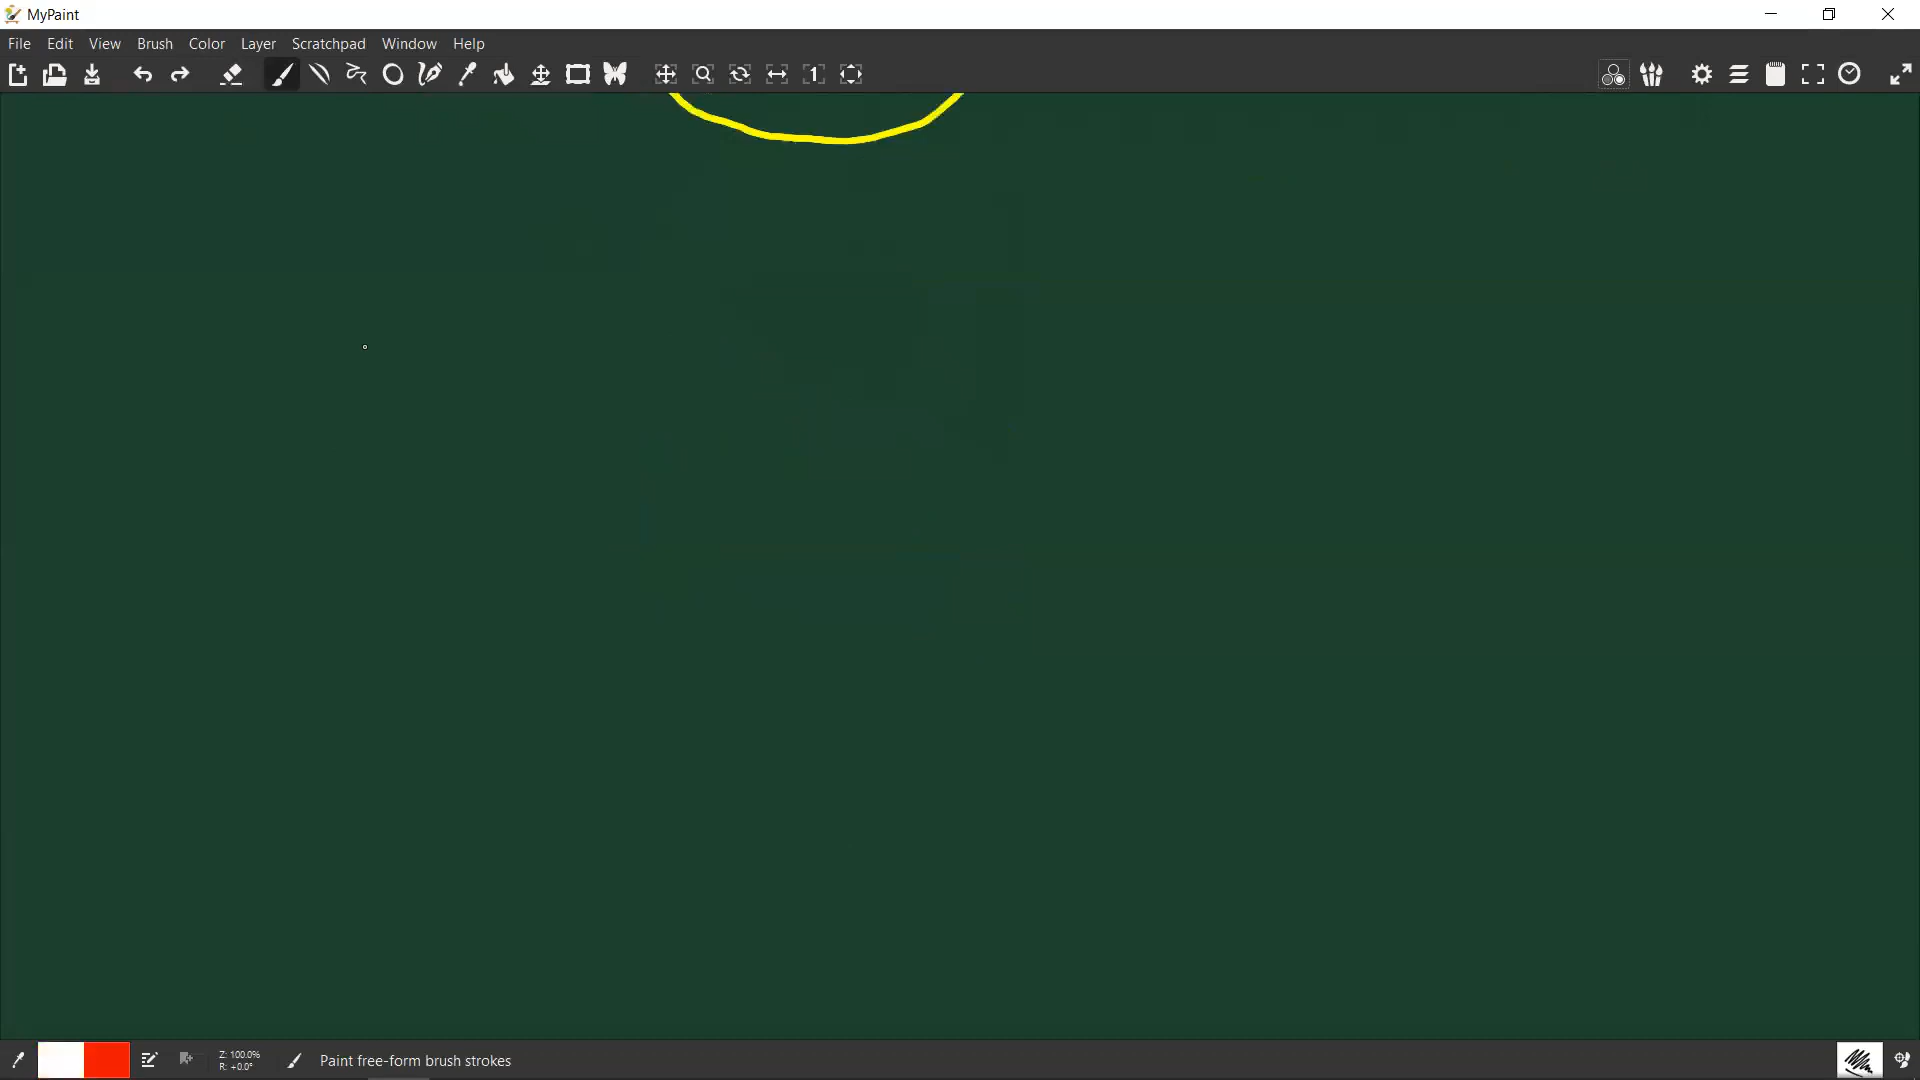 MyPaint
File Edit View Brush Color Layer Scratchpad Window Help
1
Z: 100.0%
R: +0.0°
Paint free-form brush strokes